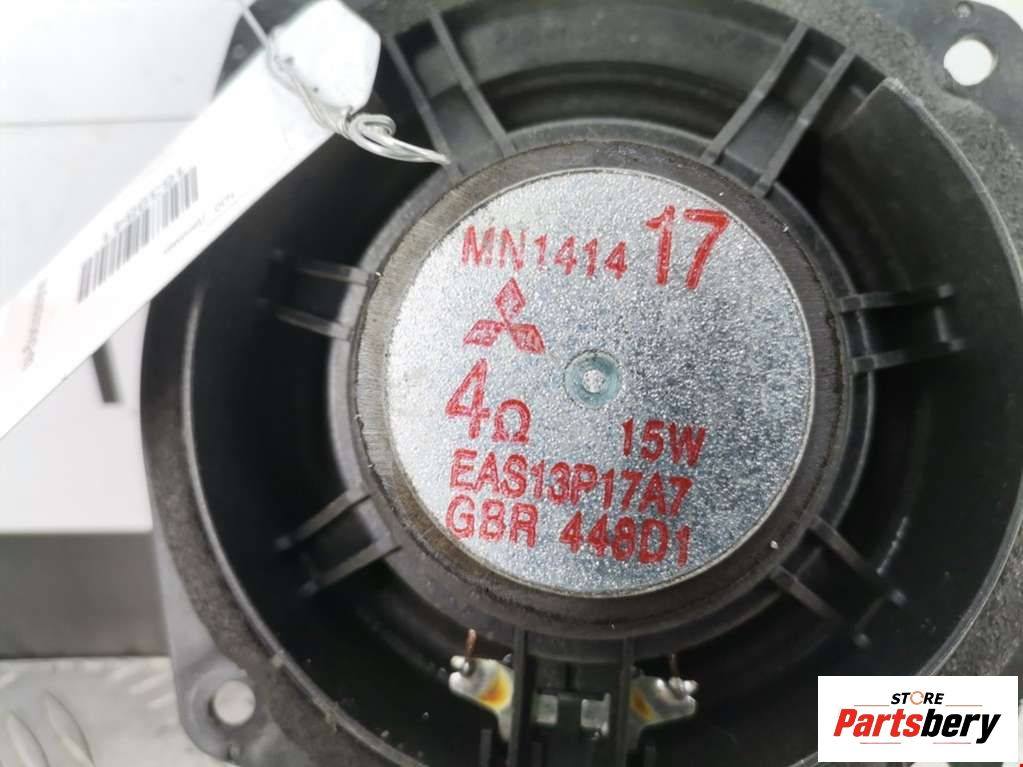 MN1414 17
4Ω 15W
EAS13P17A7
GBR 448D1
STORE
Partsbery